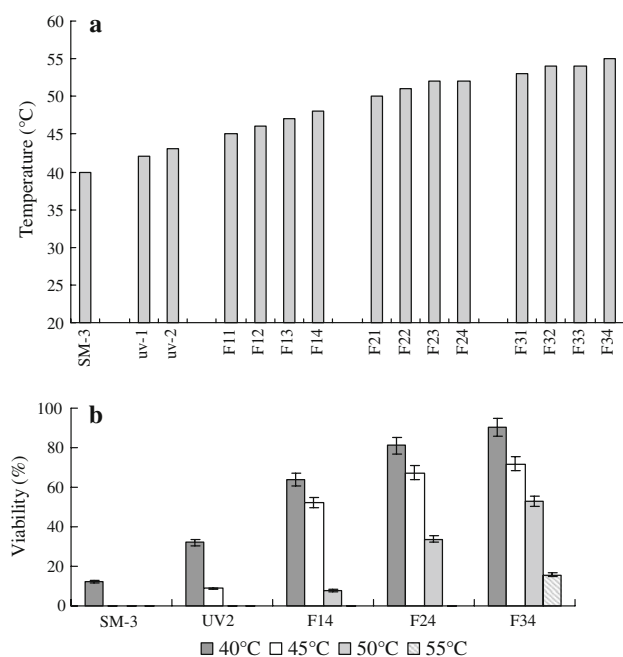 a
Temperature (°C)
60
55
50
45
40
35
30
25
20
SM-3 uv-1 uv-2 F11 F12 F13 F14 F21 F22 F23 F24 F31 F32 F33 F34
b
Viability (%)
100
80
60
40
20
0
SM-3 UV2 F14 F24 F34
40°C 45°C 50°C 55°C